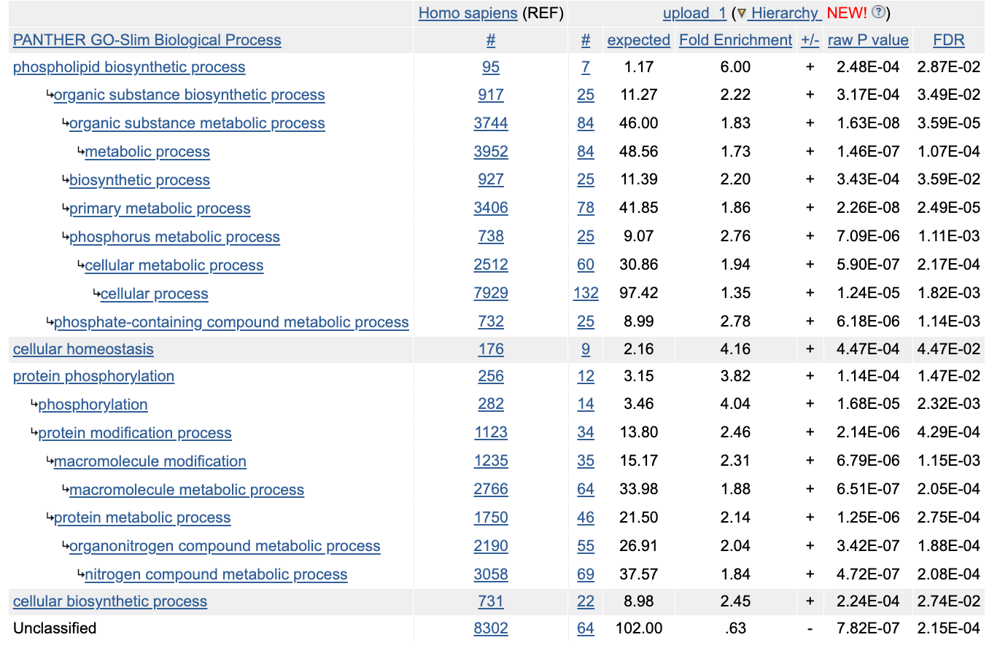 Homo sapiens (REF) upload_1 (▼ Hierarchy NEW! ?)
PANTHER GO-Slim Biological Process # # expected Fold Enrichment +/- raw P value FDR
phospholipid biosynthetic process 95 7 1.17 6.00 + 2.48E-04 2.87E-02
↳organic substance biosynthetic process 917 25 11.27 2.22 + 3.17E-04 3.49E-02
↳organic substance metabolic process 3744 84 46.00 1.83 + 1.63E-08 3.59E-05
↳metabolic process 3952 84 48.56 1.73 + 1.46E-07 1.07E-04
↳biosynthetic process 927 25 11.39 2.20 + 3.43E-04 3.59E-02
↳primary metabolic process 3406 78 41.85 1.86 + 2.26E-08 2.49E-05
↳phosphorus metabolic process 738 25 9.07 2.76 + 7.09E-06 1.11E-03
↳cellular metabolic process 2512 60 30.86 1.94 + 5.90E-07 2.17E-04
↳cellular process 7929 132 97.42 1.35 + 1.24E-05 1.82E-03
↳phosphate-containing compound metabolic process 732 25 8.99 2.78 + 6.18E-06 1.14E-03
cellular homeostasis 176 9 2.16 4.16 + 4.47E-04 4.47E-02
protein phosphorylation 256 12 3.15 3.82 + 1.14E-04 1.47E-02
↳phosphorylation 282 14 3.46 4.04 + 1.68E-05 2.32E-03
↳protein modification process 1123 34 13.80 2.46 + 2.14E-06 4.29E-04
↳macromolecule modification 1235 35 15.17 2.31 + 6.79E-06 1.15E-03
↳macromolecule metabolic process 2766 64 33.98 1.88 + 6.51E-07 2.05E-04
↳protein metabolic process 1750 46 21.50 2.14 + 1.25E-06 2.75E-04
↳organonitrogen compound metabolic process 2190 55 26.91 2.04 + 3.42E-07 1.88E-04
↳nitrogen compound metabolic process 3058 69 37.57 1.84 + 4.72E-07 2.08E-04
cellular biosynthetic process 731 22 8.98 2.45 + 2.24E-04 2.74E-02
Unclassified 8302 64 102.00 .63 - 7.82E-07 2.15E-04